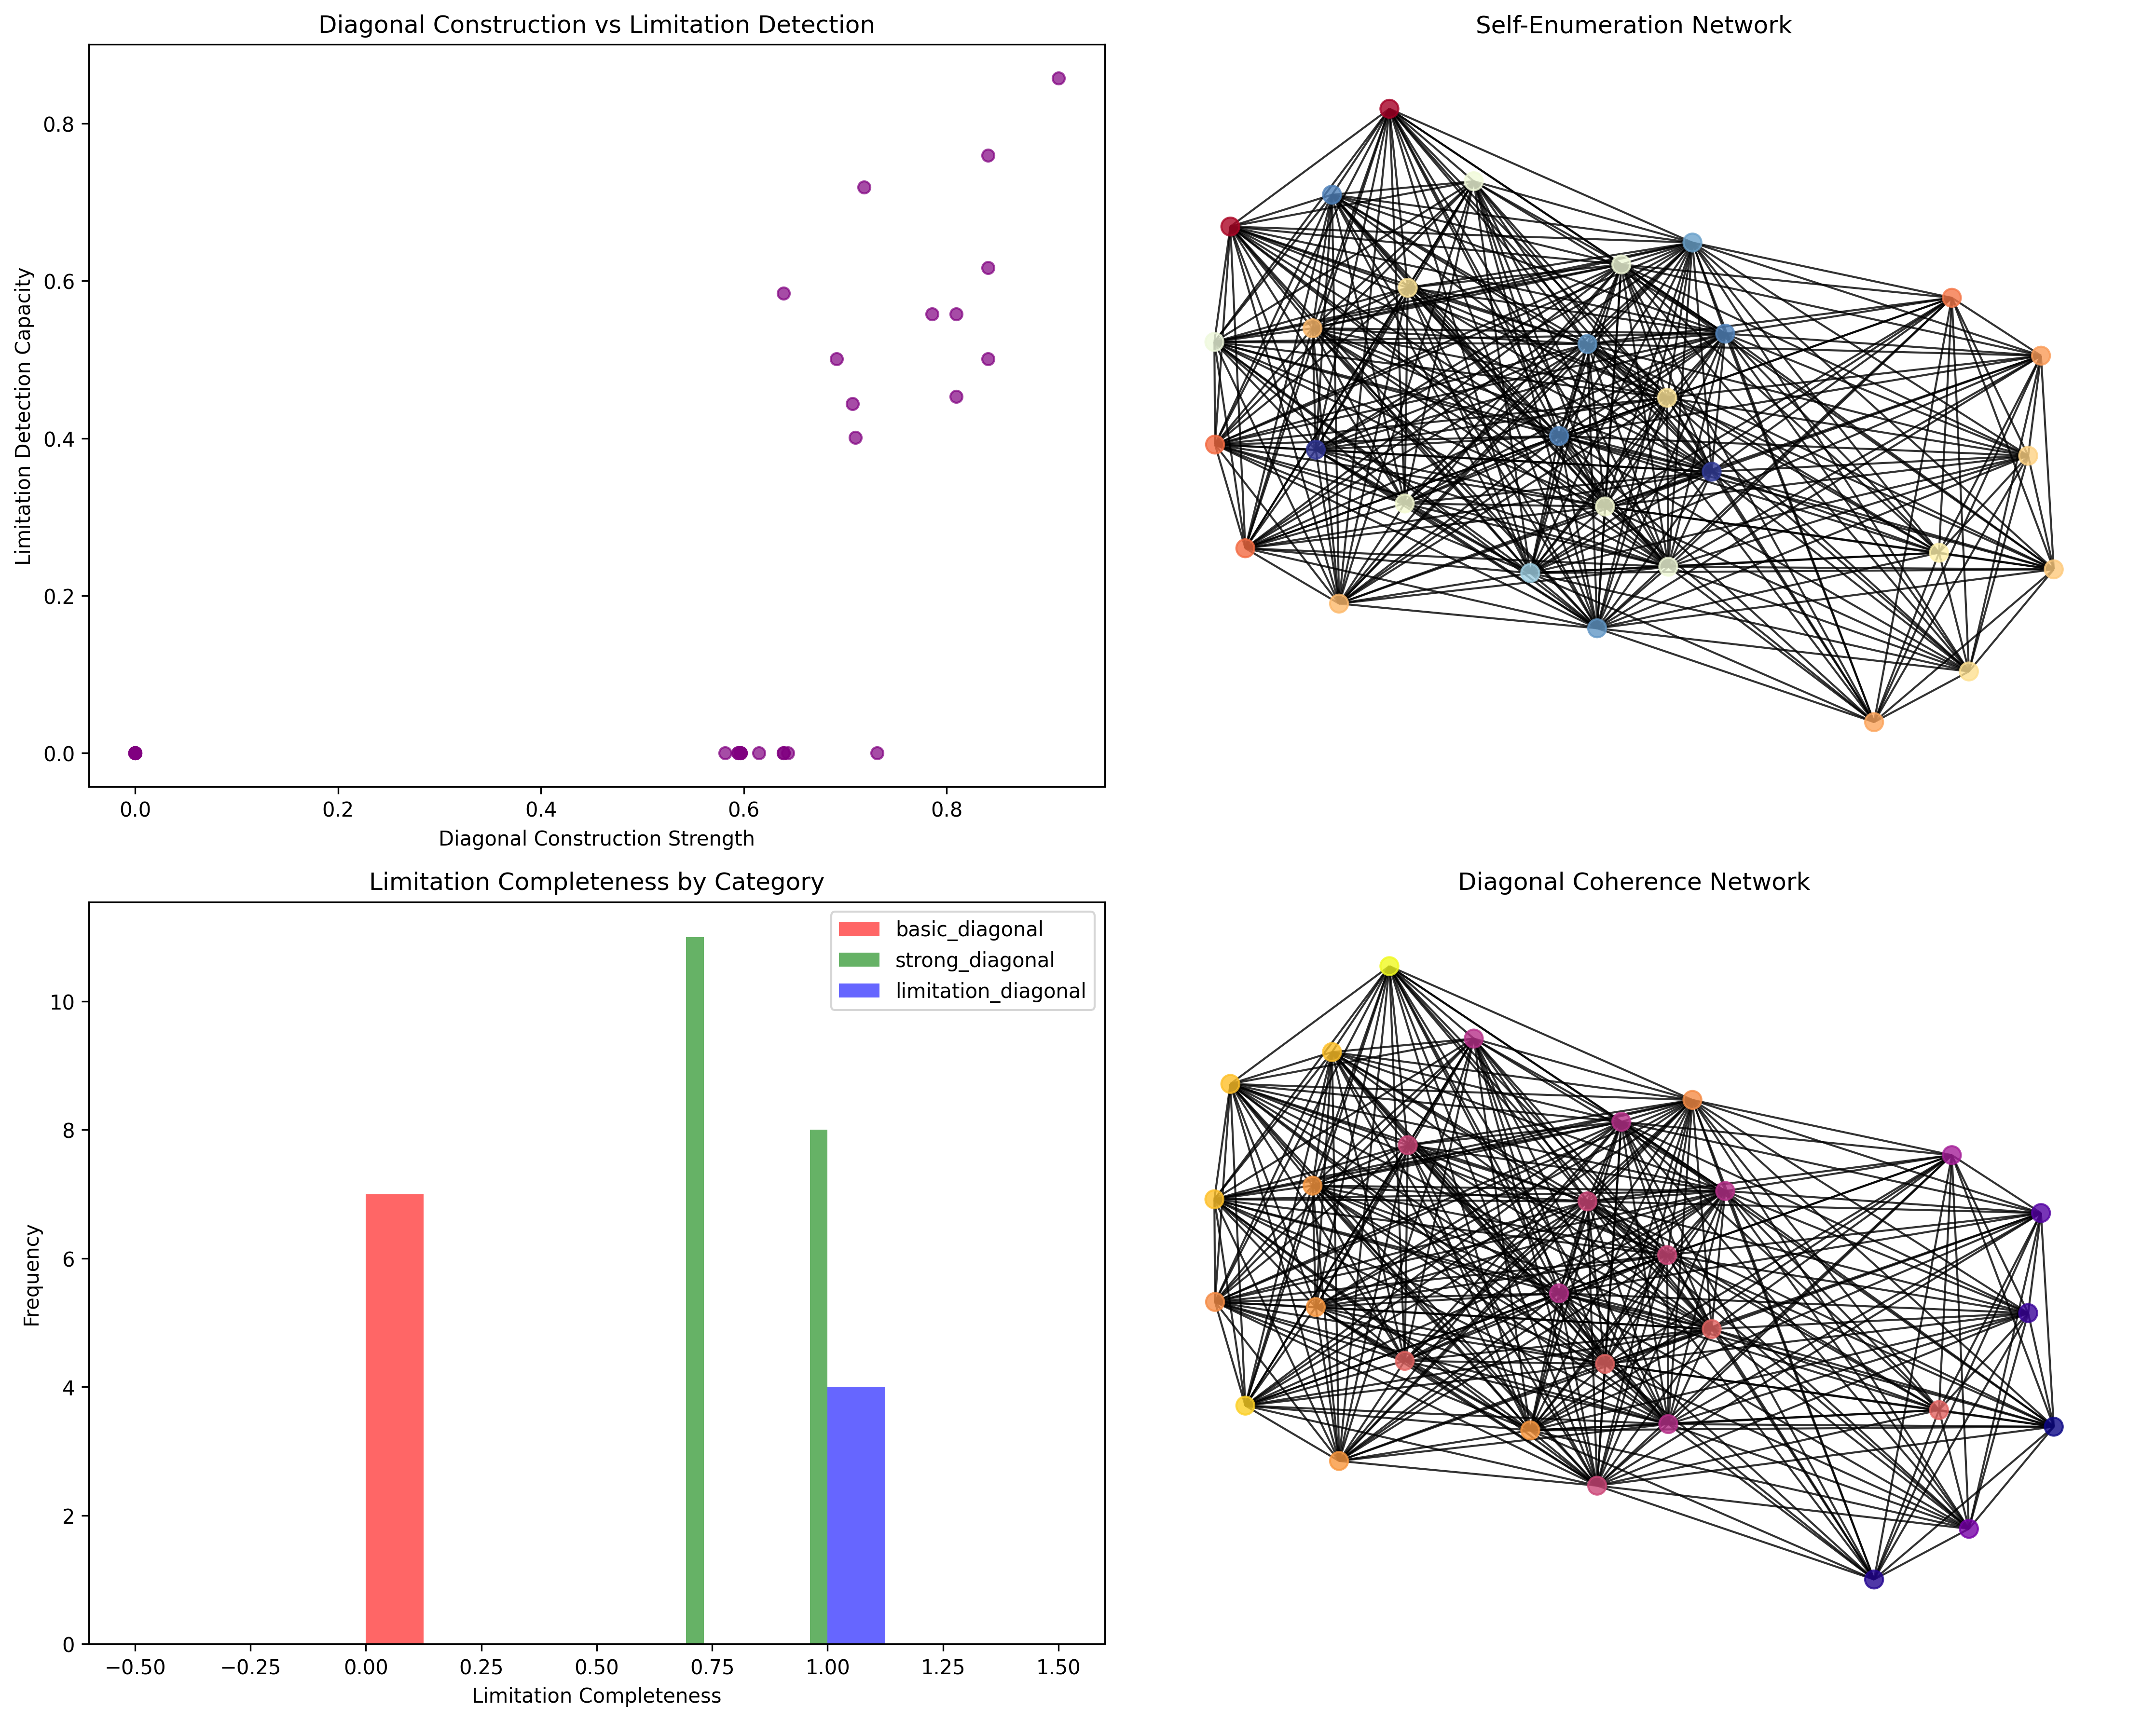 Diagonal Construction vs Limitation Detection
Limitation Detection Capacity
0.8
0.6
0.4
0.2
0.0
0.0 0.2 0.4 0.6 0.8
Diagonal Construction Strength
Self-Enumeration Network
Limitation Completeness by Category
Frequency
10
8
6
4
2
0
basic_diagonal
strong_diagonal
limitation_diagonal
−0.50 −0.25 0.00 0.25 0.50 0.75 1.00 1.25 1.50
Limitation Completeness
Diagonal Coherence Network